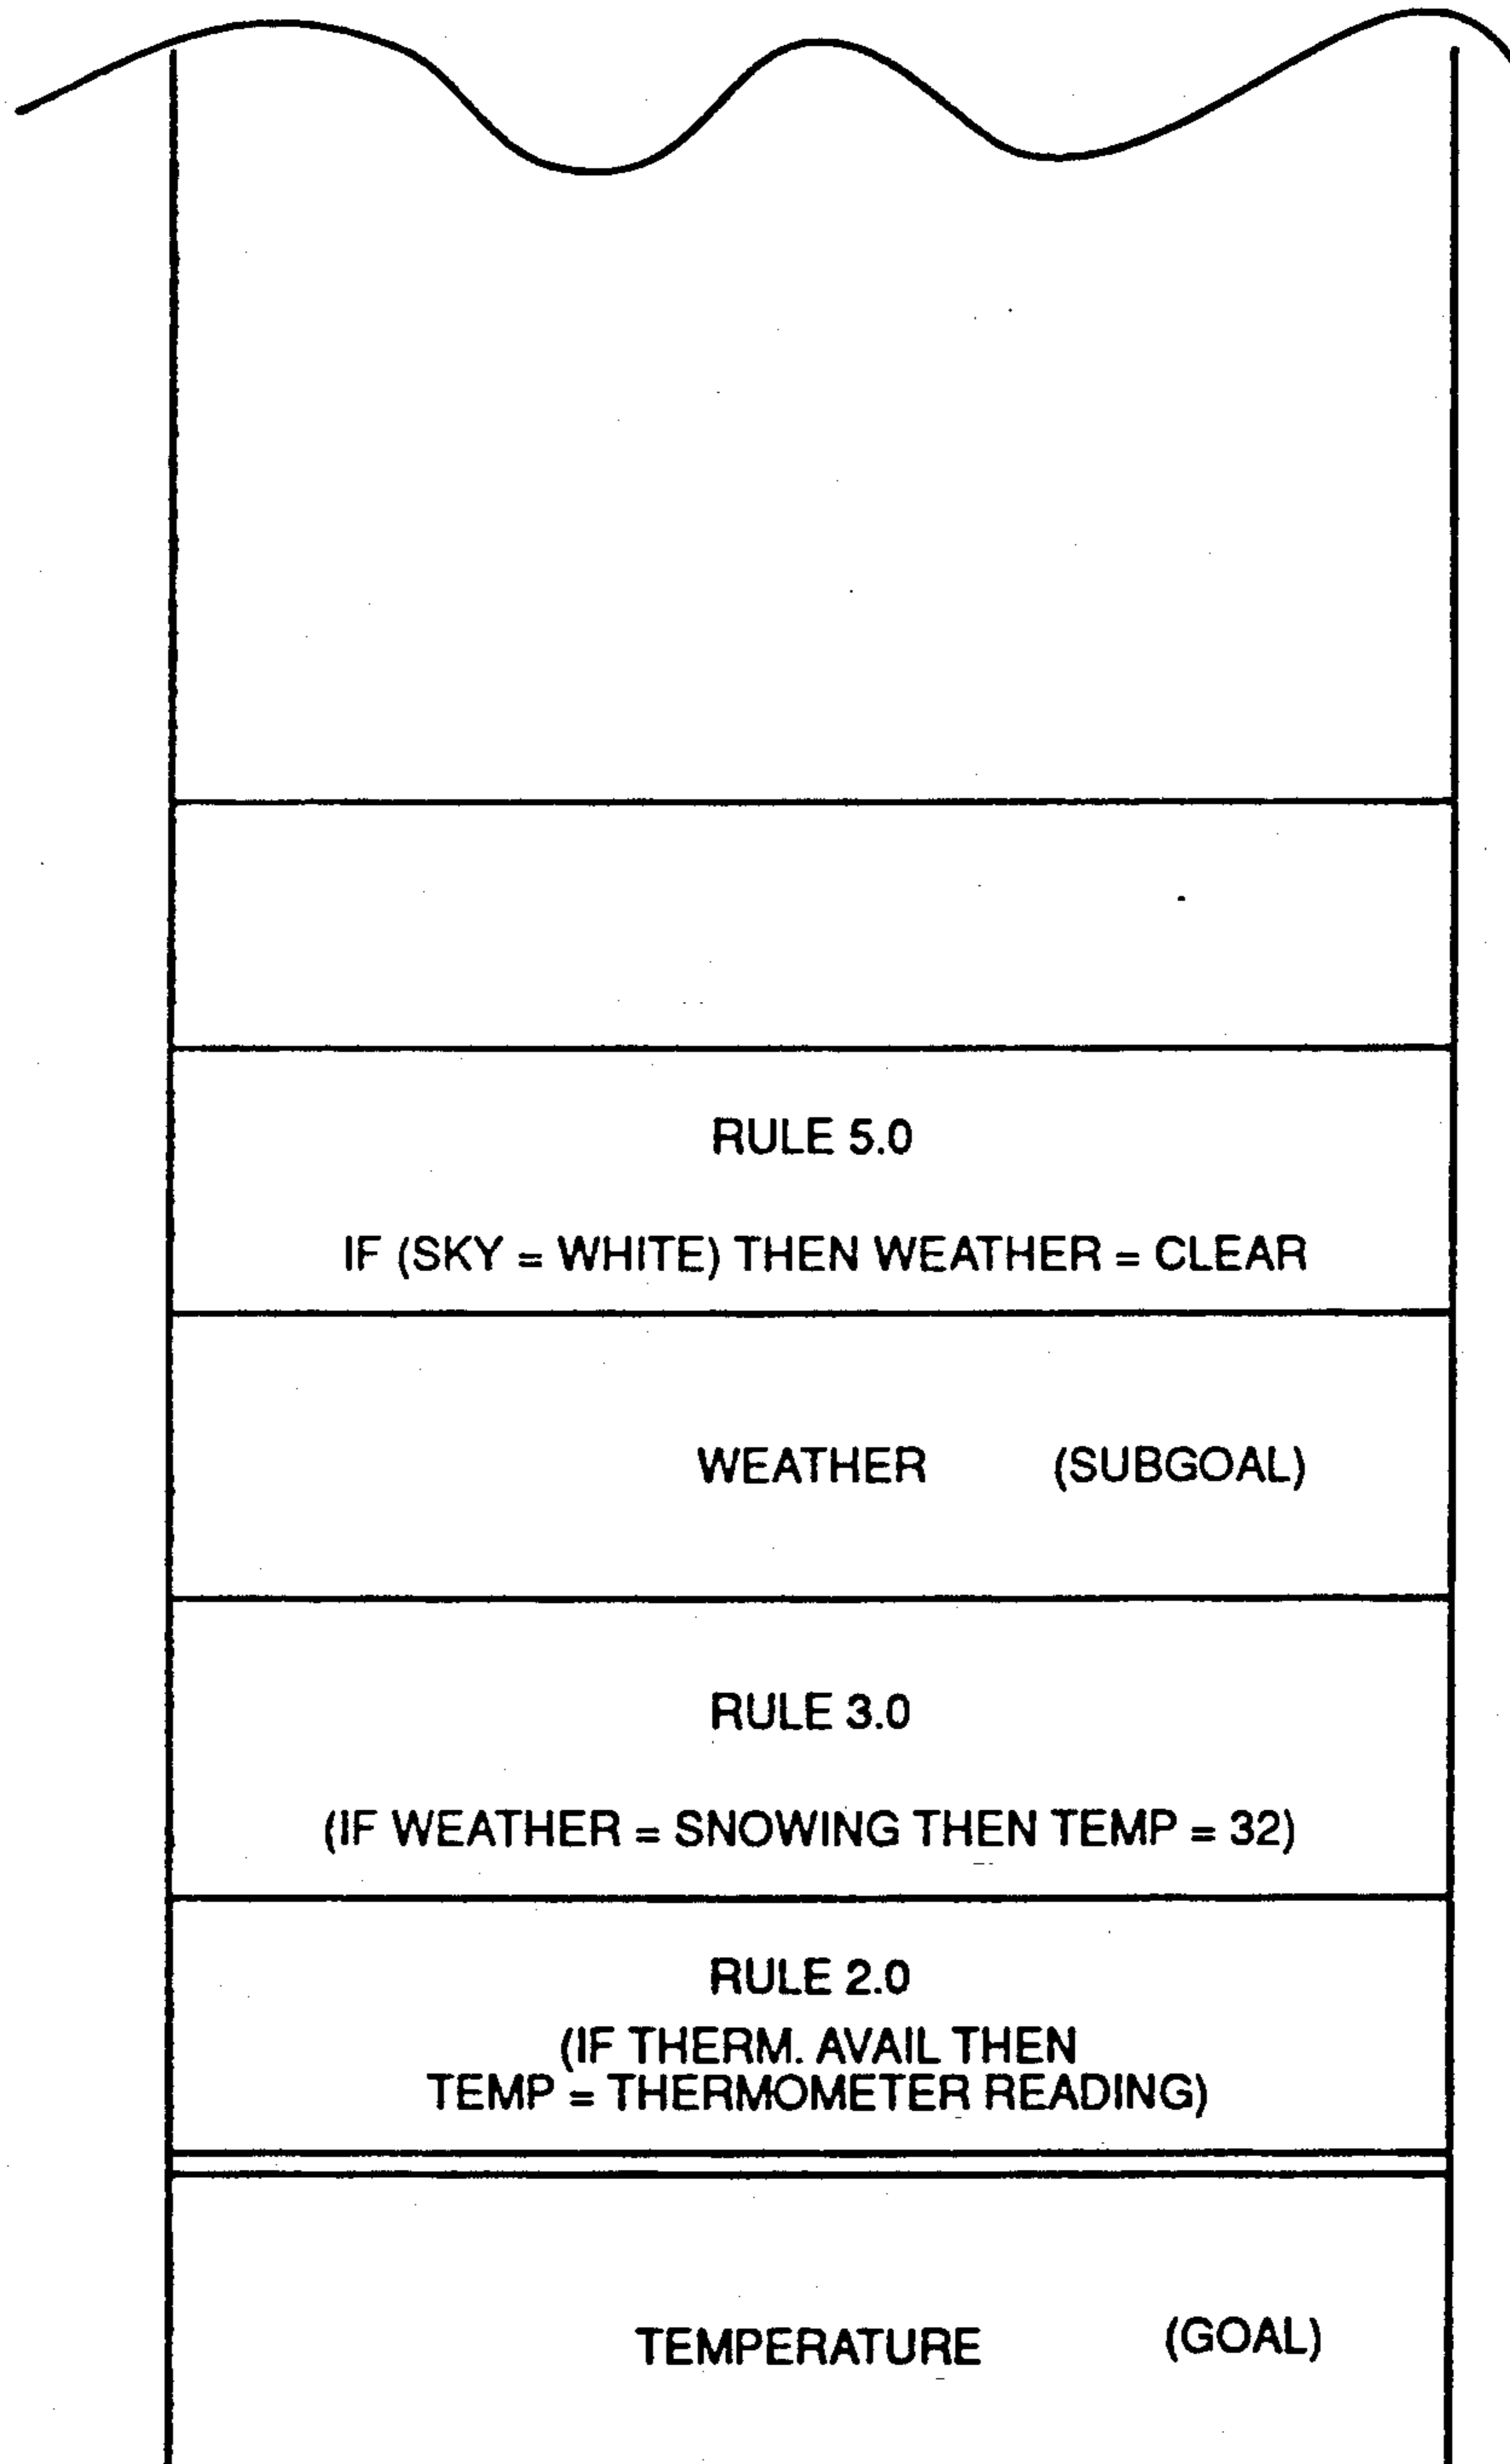 RULE 5.0
IF (SKY = WHITE) THEN WEATHER = CLEAR
WEATHER (SUBGOAL)
RULE 3.0
(IF WEATHER = SNOWING THEN TEMP = 32)
RULE 2.0
(IF THERM. AVAIL THEN
TEMP = THERMOMETER READING)
TEMPERATURE (GOAL)